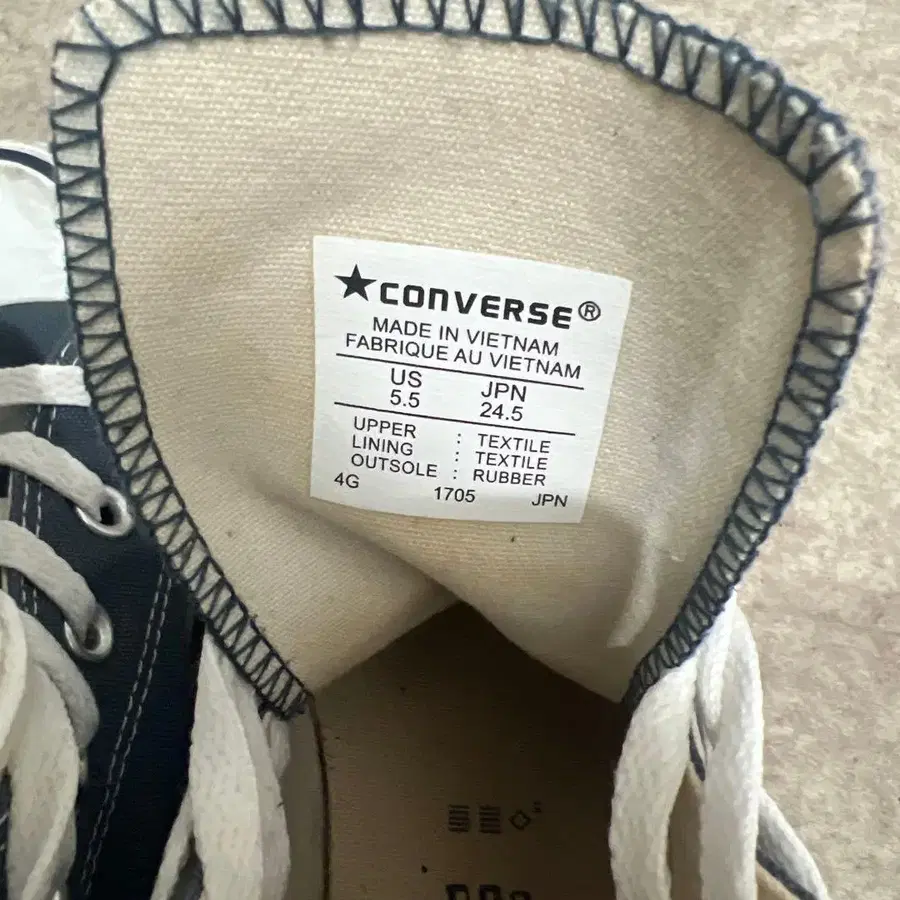 ★CONVERSE®
MADE IN VIETNAM
FABRIQUE AU VIETNAM
US JPN
5.5 24.5
UPPER : TEXTILE
LINING : TEXTILE
OUTSOLE : RUBBER
4G 1705 JPN